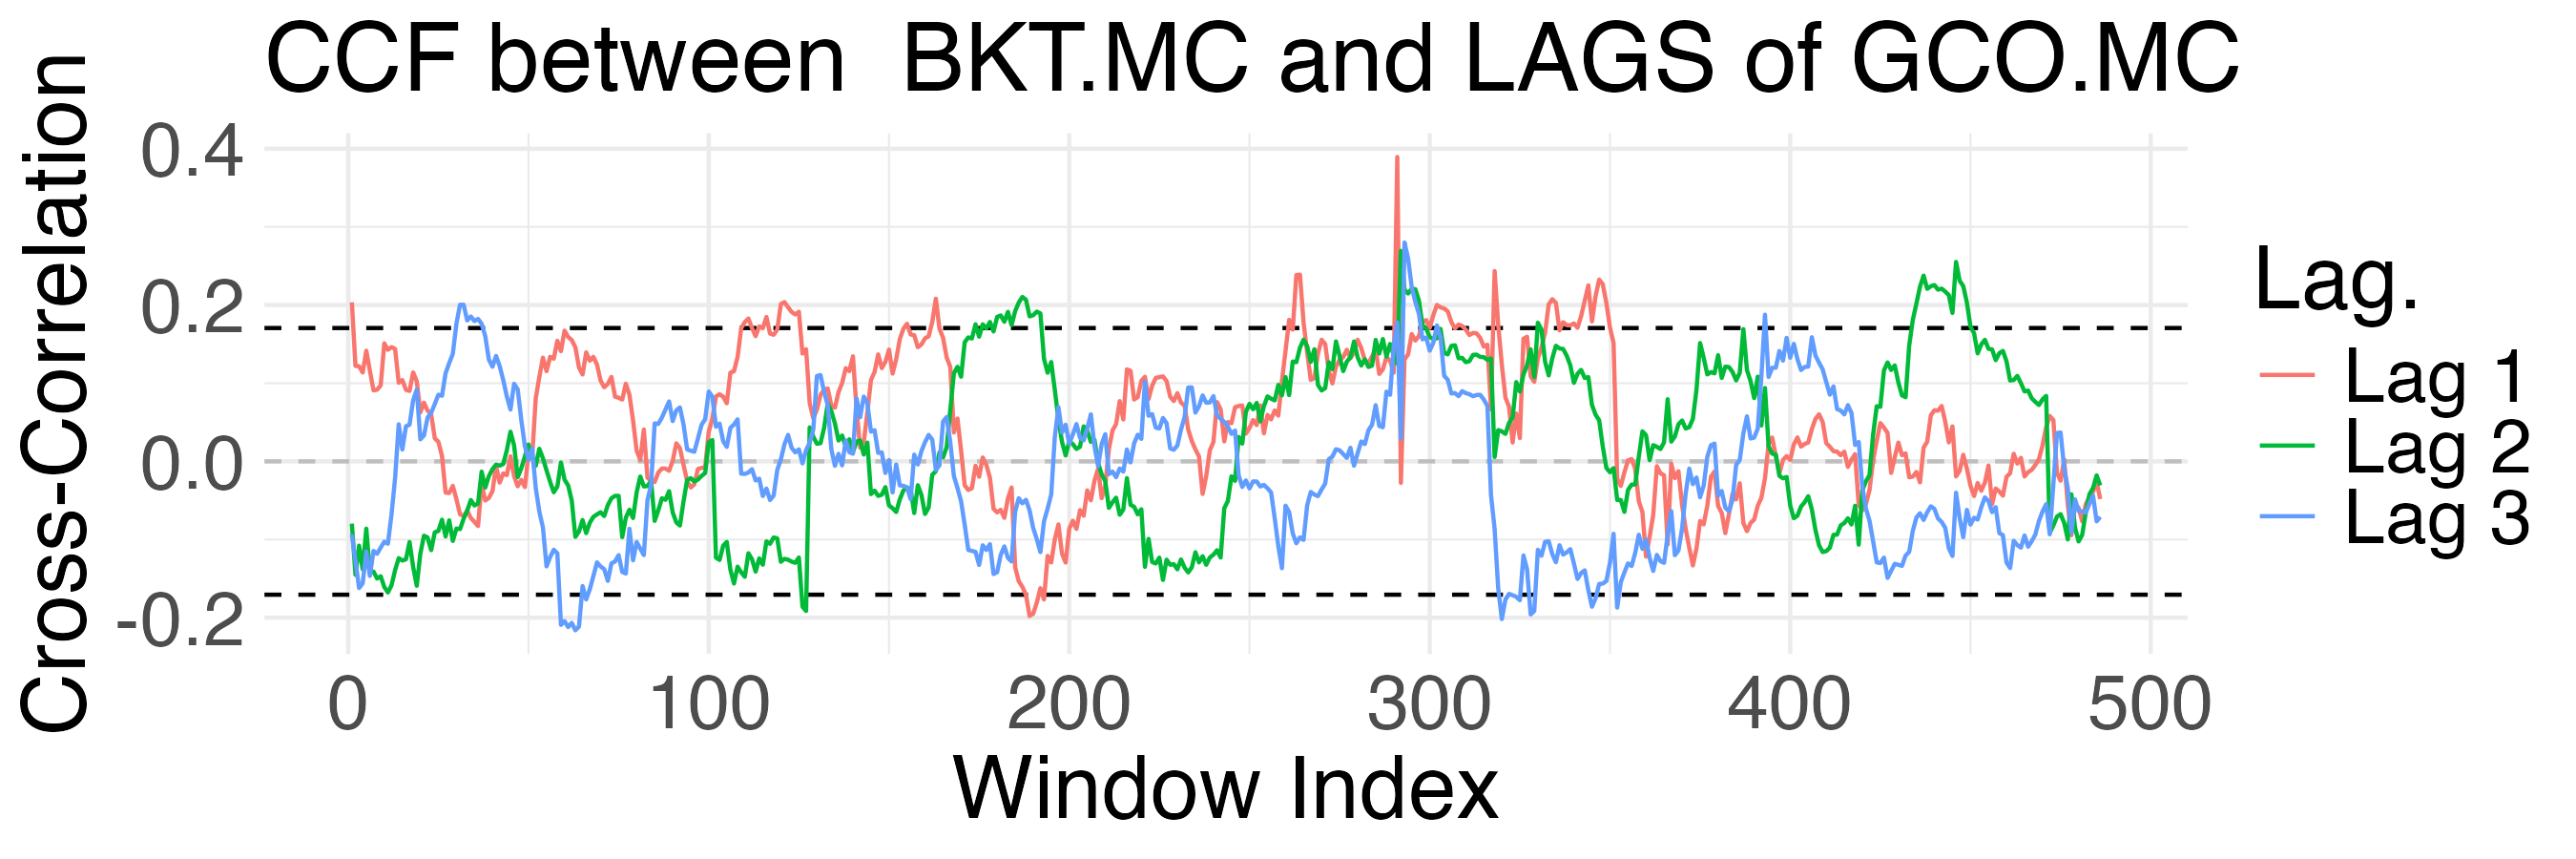 CCF between  BKT.MC and LAGS of GCO.MC
Cross-Correlation
0.4
0.2
0.0
-0.2
0 100 200 300 400 500
Window Index
Lag.
Lag 1
Lag 2
Lag 3